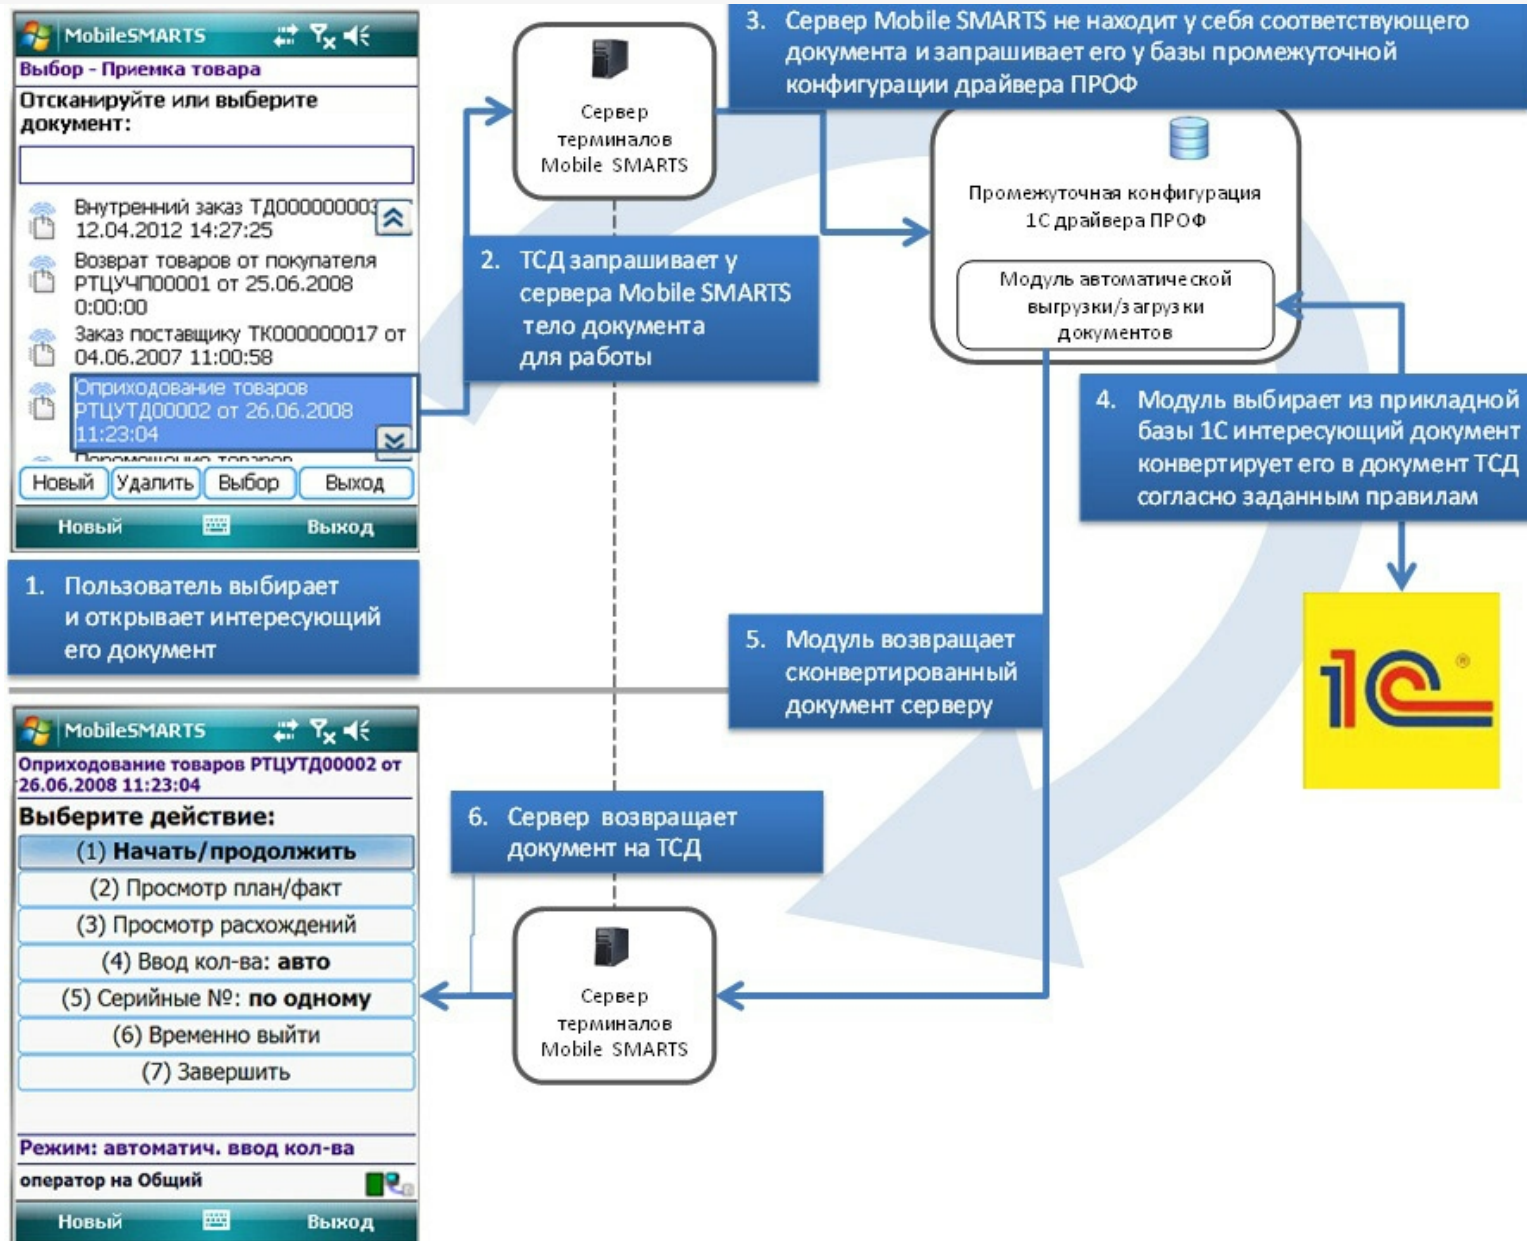 MobileSMARTS
Выбор - Приемка товара
Отсканируйте или выберите
документ:
Внутренний заказ ТД000000003
12.04.2012 14:27:25
Возврат товаров от покупателя
РТЦУЧП00001 от 25.06.2008
0:00:00
Заказ поставщику ТК000000017 от
04.06.2007 11:00:58
Оприходование товаров
РТЦУТД00002 от 26.06.2008
11:23:04
Перемещение товаров
Новый Удалить Выбор Выход
Новый Выход
1. Пользователь выбирает
и открывает интересующий
его документ
Сервер
терминалов
Mobile SMARTS
2. ТСД запрашивает у
сервера Mobile SMARTS
тело документа
для работы
3. Сервер Mobile SMARTS не находит у себя соответствующего
документа и запрашивает его у базы промежуточной
конфигурации драйвера ПРОФ
Промежуточная конфигурация
1С драйвера ПРОФ
Модуль автоматической
выгрузки/загрузки
документов
4. Модуль выбирает из прикладной
базы 1С интересующий документ
конвертирует его в документ ТСД
согласно заданным правилам
1С ®
5. Модуль возвращает
сконвертированный
документ серверу
6. Сервер возвращает
документ на ТСД
Сервер
терминалов
Mobile SMARTS
MobileSMARTS
Оприходование товаров РТЦУТД00002 от
26.06.2008 11:23:04
Выберите действие:
(1) Начать/продолжить
(2) Просмотр план/факт
(3) Просмотр расхождений
(4) Ввод кол-ва: авто
(5) Серийные №: по одному
(6) Временно выйти
(7) Завершить
Режим: автоматич. ввод кол-ва
оператор на Общий
Новый Выход